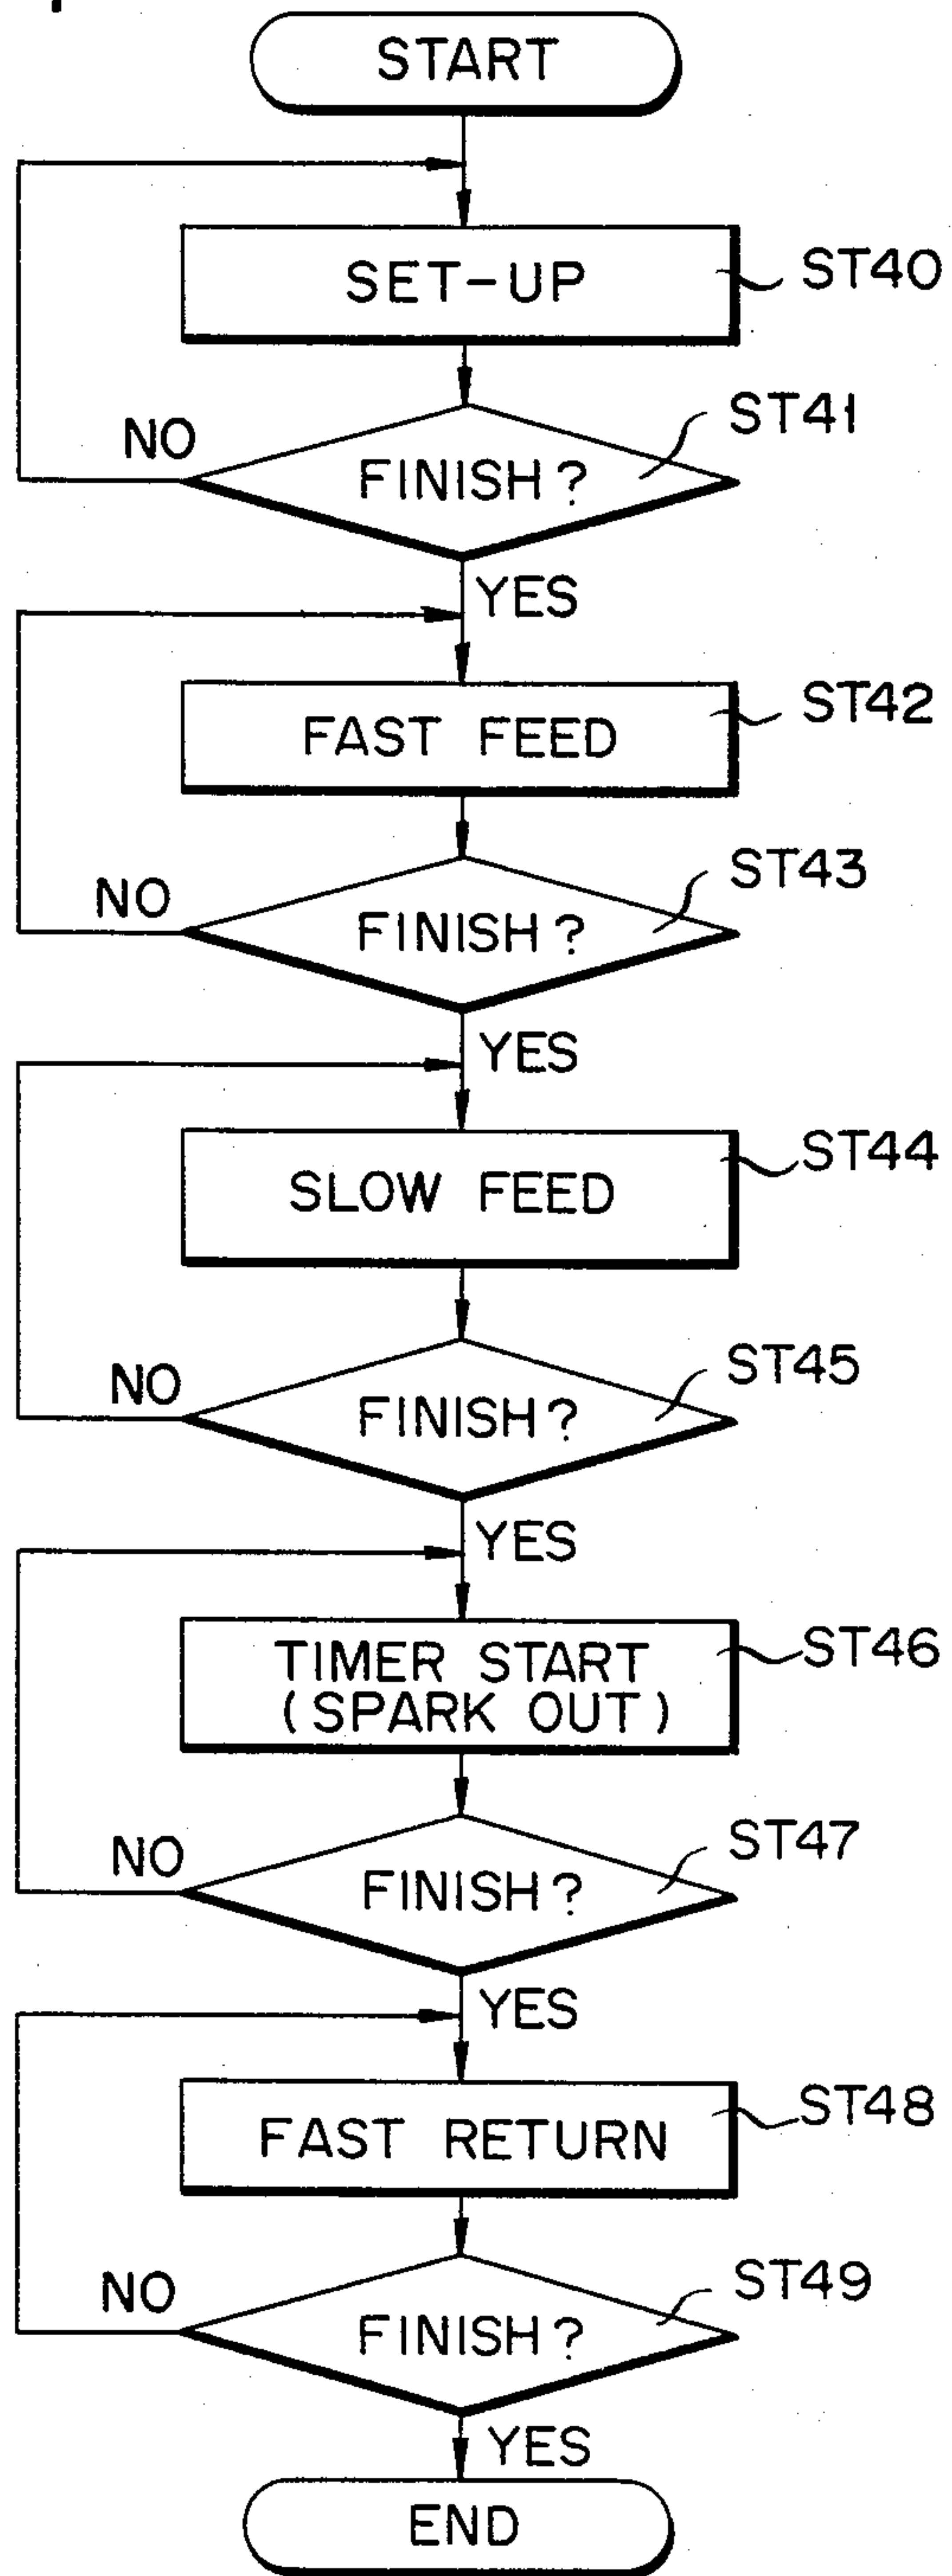 START
SET-UP
ST40
ST41
NO
FINISH?
YES
FAST FEED
ST42
ST43
NO
FINISH?
YES
SLOW FEED
ST44
ST45
NO
FINISH?
YES
TIMER START
(SPARK OUT)
ST46
ST47
NO
FINISH?
YES
FAST RETURN
ST48
ST49
NO
FINISH?
YES
END